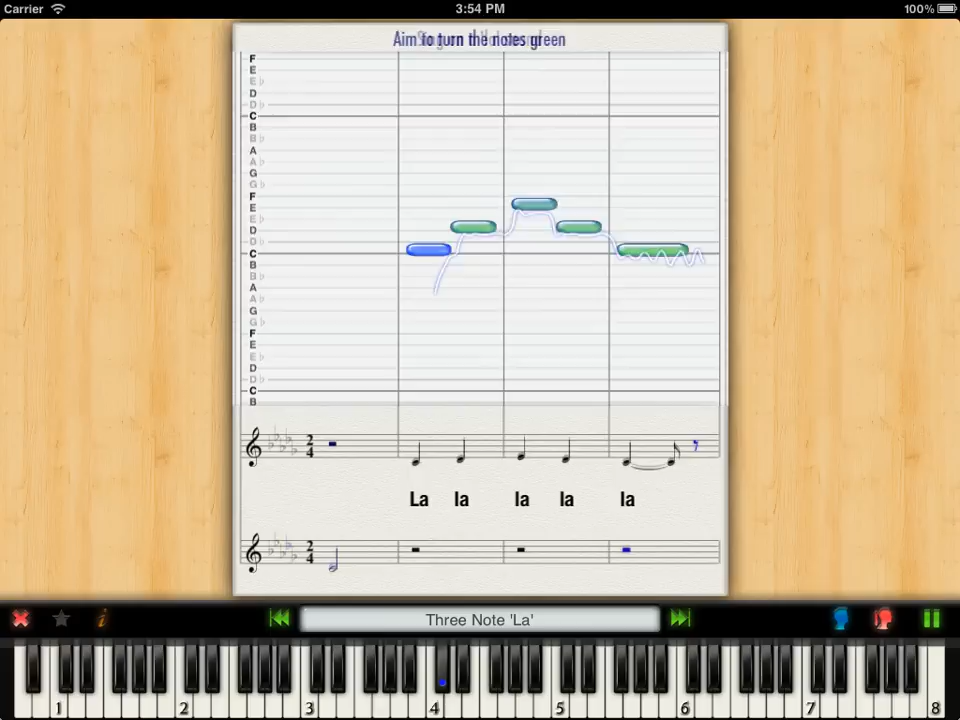 Carrier 3:54 PM 100%
Aim to turn the notes green
F
E
E♭
D
D♭
C
B
B♭
A
A♭
G
G♭
F
E
E♭
D
D♭
C
B
B♭
A
A♭
G
G♭
F
E
E♭
D
D♭
C
B
2 4
La la la la la
2 4
Three Note 'La'
1 2 3 4 5 6 7 8